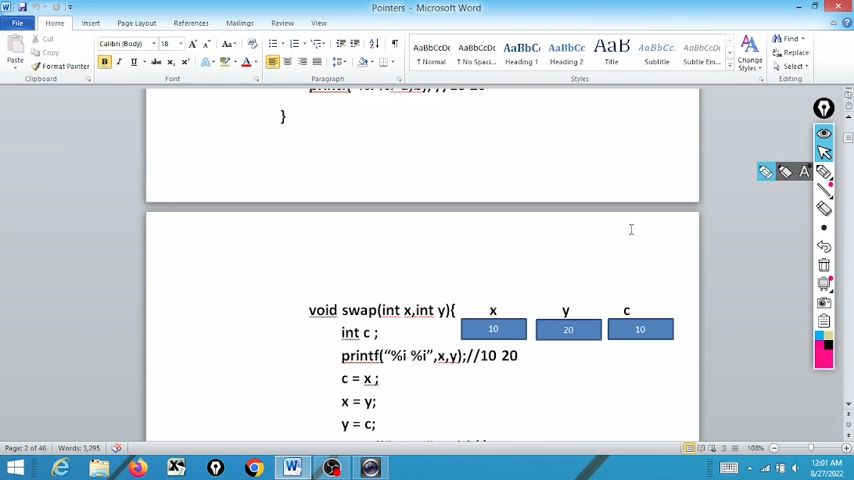 Pointers - Microsoft Word
File Home Insert Page Layout References Mailings Review View
Cut
Copy
Paste
Format Painter
Clipboard
Calibri (Body) 18
Font
Paragraph
AaBbCcDc AaBbCcDc AaBbCc AaBbCc AaBbC AaBbCc. AaBbCcDc
¶ Normal ¶ No Spaci... Heading 1 Heading 2 Title Subtitle Subtle Em...
Styles
Change Styles
Find
Replace
Select
Editing
}
void swap(int x,int y){ x y c
int c ; 10 20 10
printf(“%i %i”,x,y);//10 20
c = x ;
x = y;
y = c;
Page: 2 of 46 Words: 3,295 108%
12:01 AM
8/27/2022